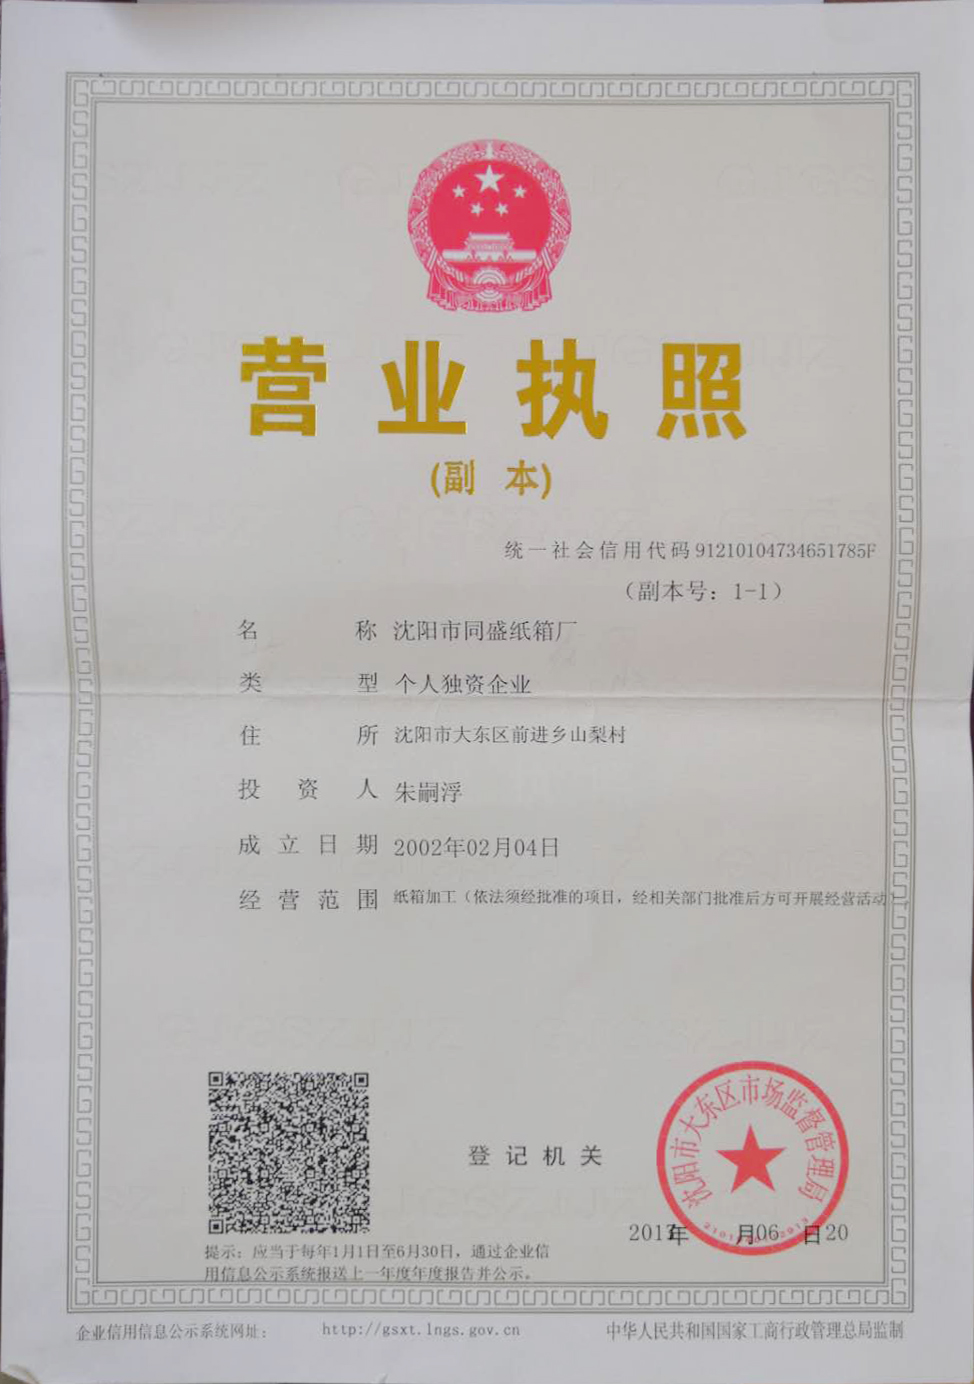 营业执照
(副 本)
统一社会信用代码 91210104734651785F
（副本号：1-1）
名 称 沈阳市同盛纸箱厂
类 型 个人独资企业
住 所 沈阳市大东区前进乡山梨村
投 资 人 朱嗣浮
成 立 日 期 2002年02月04日
经 营 范 围 纸箱加工（依法须经批准的项目，经相关部门批准后方可开展经营活动）
沈阳市大东区市场监督管理局
登 记 机 关
年 月06 日20
提示：应当于每年1月1日至6月30日，通过企业信
用信息公示系统报送上一年度年度报告并公示。
企业信用信息公示系统网址： http://gsxt.lngs.gov.cn 中华人民共和国国家工商行政管理总局监制